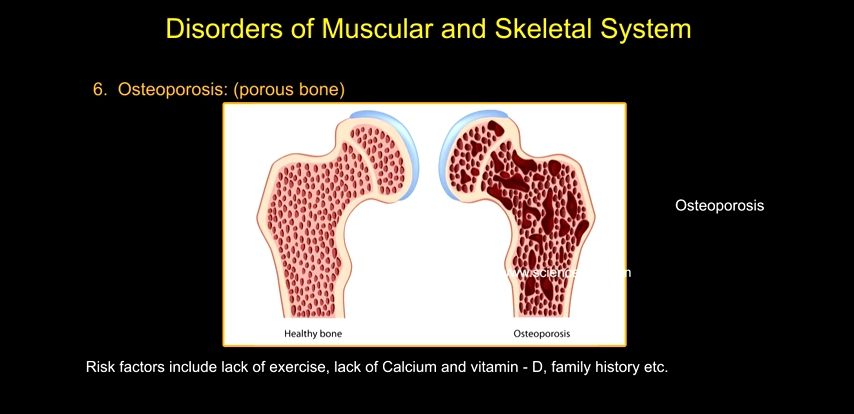 Disorders of Muscular and Skeletal System
6. Osteoporosis: (porous bone)
Osteoporosis
Healthy bone
Osteoporosis
Risk factors include lack of exercise, lack of Calcium and vitamin - D, family history etc.